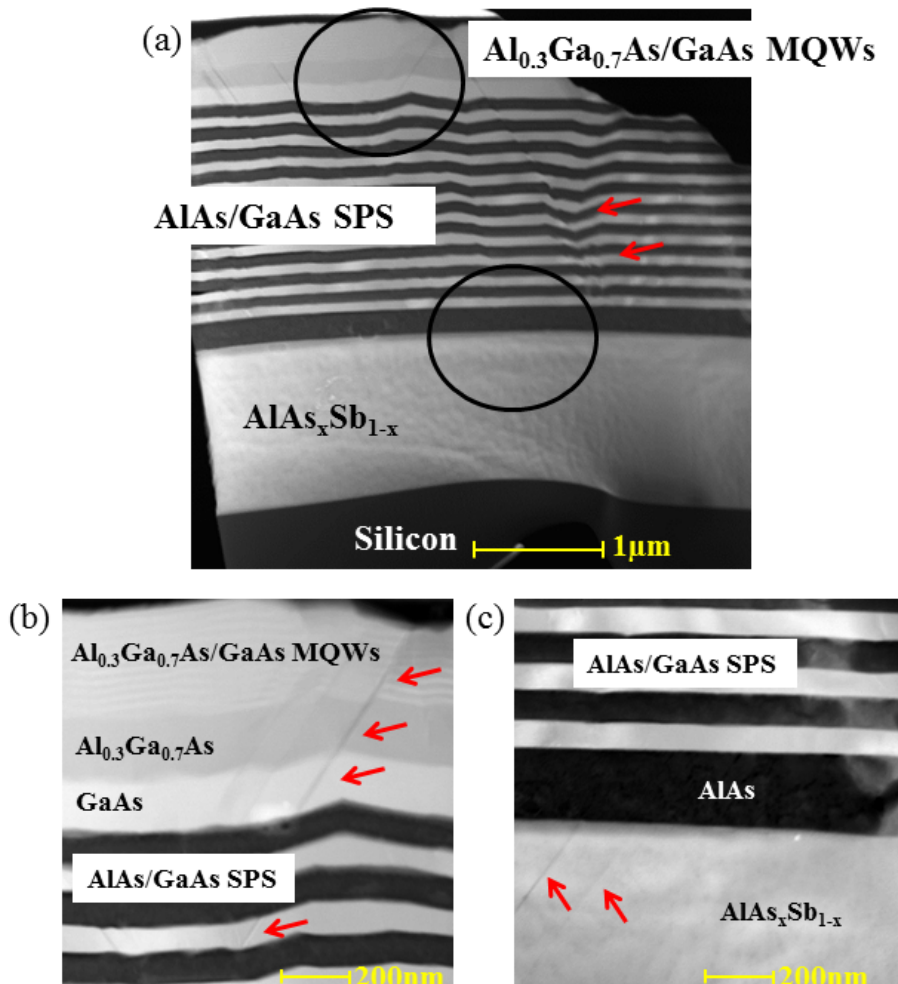 (a)
Al₀.₃Ga₀.₇As/GaAs MQWs
AlAs/GaAs SPS
AlAsₓSb₁₋ₓ
Silicon
1μm
(b)
Al₀.₃Ga₀.₇As/GaAs MQWs
Al₀.₃Ga₀.₇As
GaAs
AlAs/GaAs SPS
200nm
(c)
AlAs/GaAs SPS
AlAs
AlAsₓSb₁₋ₓ
200nm